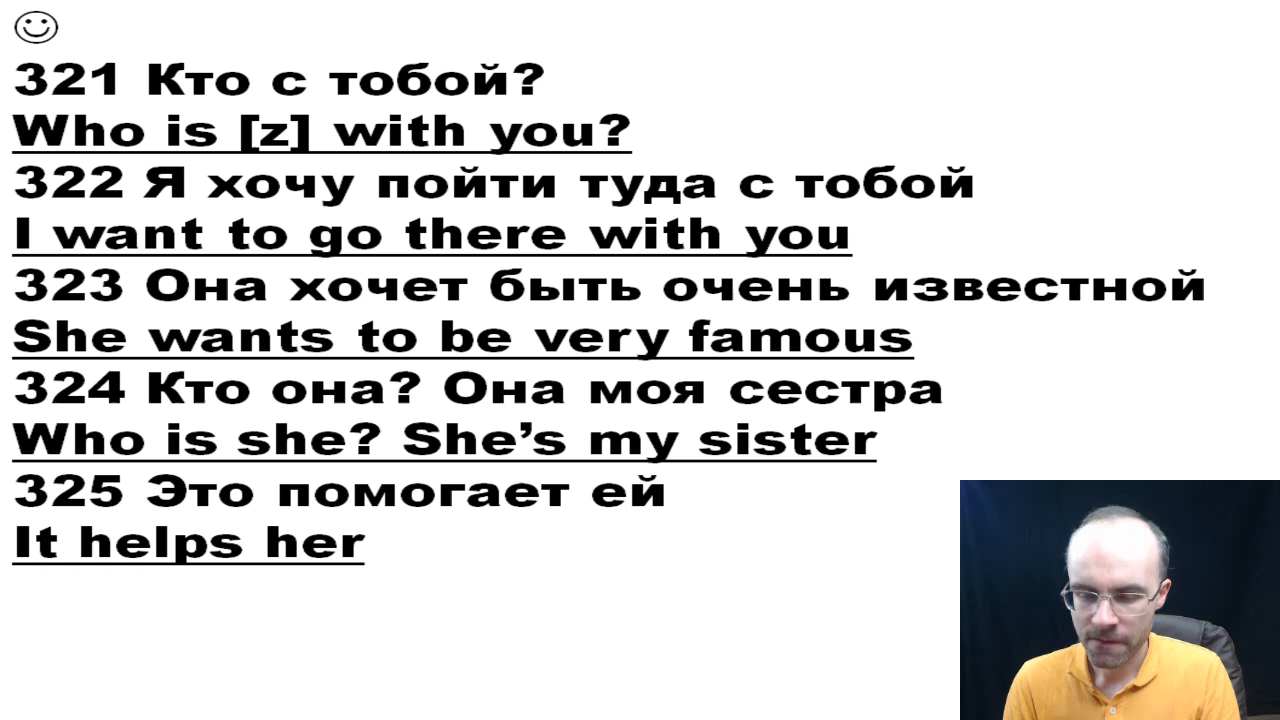 321 Кто с тобой?
Who is [z] with you?
322 Я хочу пойти туда с тобой
I want to go there with you
323 Она хочет быть очень известной
She wants to be very famous
324 Кто она? Она моя сестра
Who is she? She’s my sister
325 Это помогает ей
It helps her